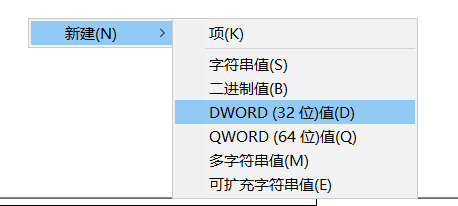 新建(N)
项(K)
字符串值(S)
二进制值(B)
DWORD (32 位)值(D)
QWORD (64 位)值(Q)
多字符串值(M)
可扩充字符串值(E)